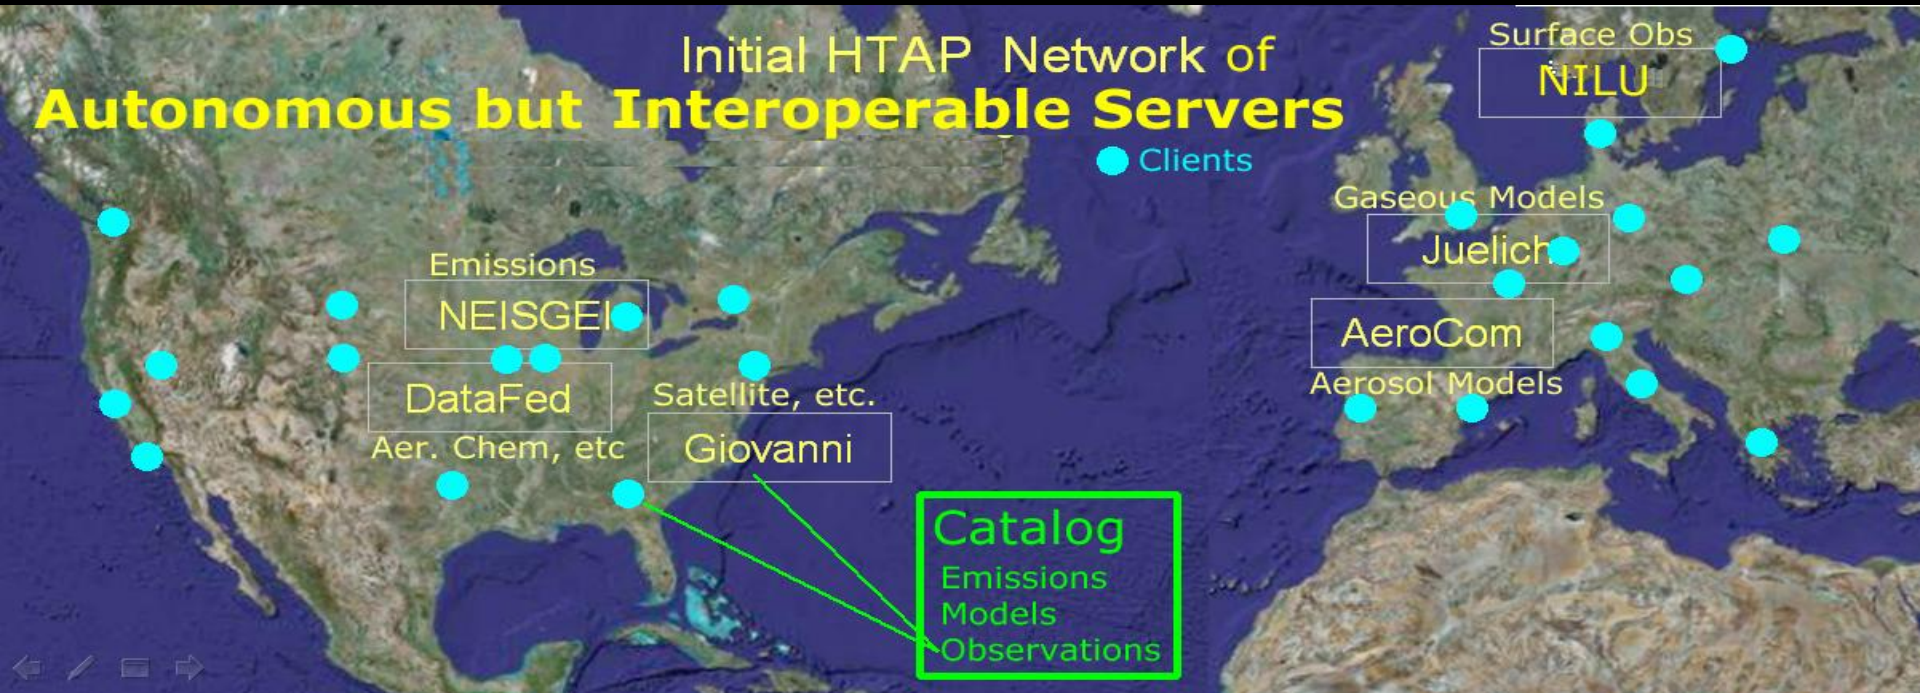 Initial HTAP Network of
Autonomous but Interoperable Servers
Clients
Surface Obs
NILU
Gaseous Models
Juelich
AeroCom
Aerosol Models
Emissions
NEISGEI
DataFed
Aer. Chem, etc
Satellite, etc.
Giovanni
Catalog
Emissions
Models
Observations